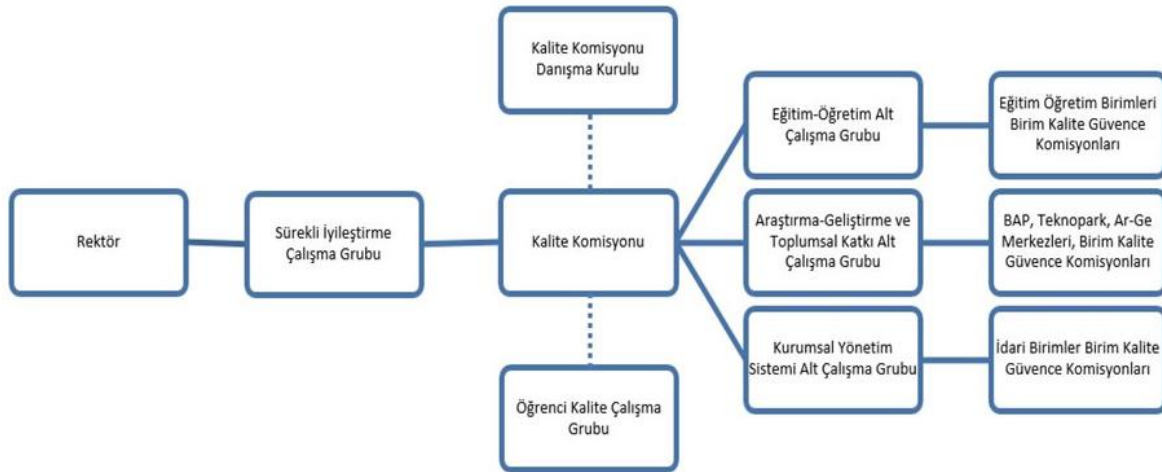 Kalite Komisyonu
Danışma Kurulu
Eğitim-Öğretim Alt
Çalışma Grubu
Eğitim Öğretim Birimleri
Birim Kalite Güvence
Komisyonları
Rektör
Sürekli İyileştirme
Çalışma Grubu
Kalite Komisyonu
Araştırma-Geliştirme ve
Toplumsal Katkı Alt
Çalışma Grubu
BAP, Teknopark, Ar-Ge
Merkezleri, Birim Kalite
Güvence Komisyonları
Kurumsal Yönetim
Sistemi Alt Çalışma Grubu
İdari Birimler Birim Kalite
Güvence Komisyonları
Öğrenci Kalite Çalışma
Grubu